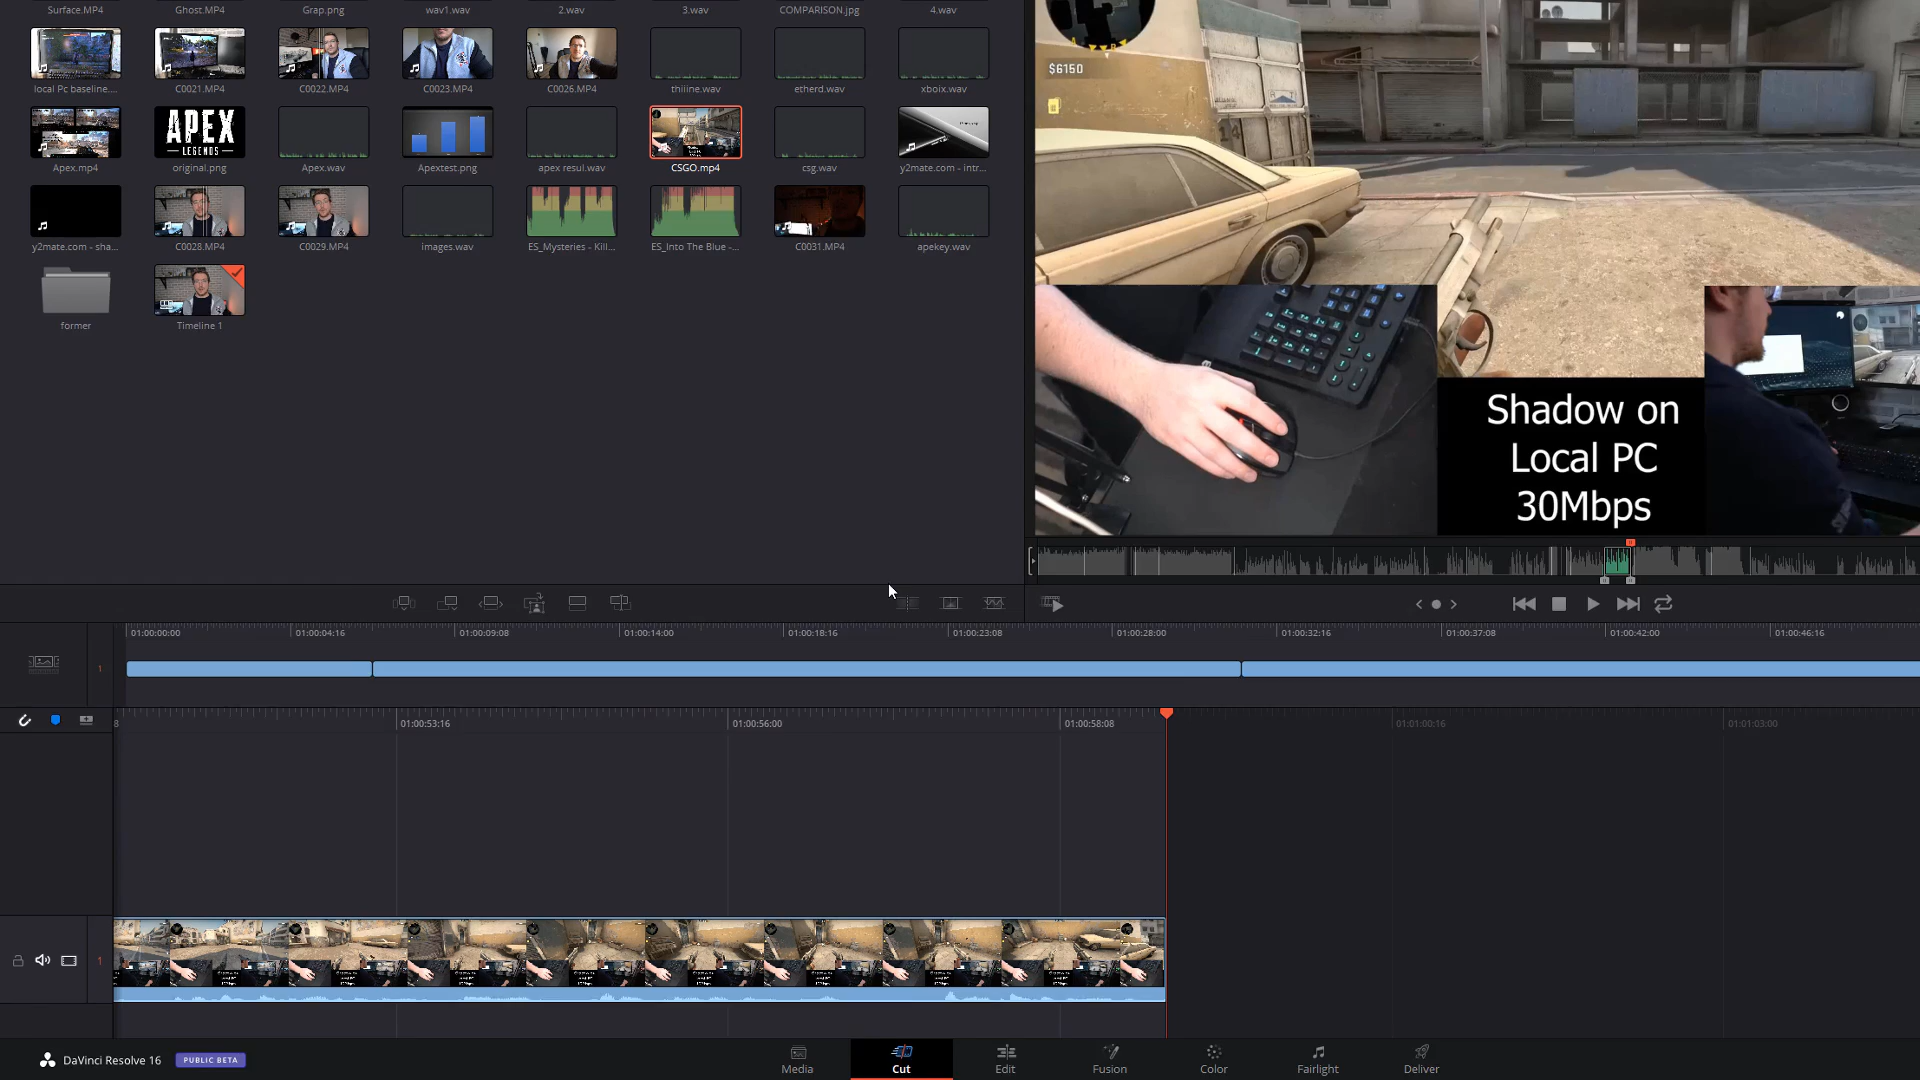 Surface.MP4
Ghost.MP4
Grap.png
wav1.wav
2.wav
3.wav
COMPARISON.jpg
4.wav
local Pc baseline....
C0021.MP4
C0022.MP4
C0023.MP4
C0026.MP4
thiiine.wav
etherd.wav
xboix.wav
APEX
LEGENDS
Apex.mp4
original.png
Apex.wav
Apextest.png
apex resul.wav
CSGO.mp4
csg.wav
y2mate.com - intr...
y2mate.com - sha...
C0028.MP4
C0029.MP4
images.wav
ES_Mysteries - Kill...
ES_Into The Blue -...
C0031.MP4
apekey.wav
former
Timeline 1
$6150
Shadow on
Local PC
30Mbps
01:00:00:00
01:00:04:16
01:00:09:08
01:00:14:00
01:00:18:16
01:00:23:08
01:00:28:00
01:00:32:16
01:00:37:08
01:00:42:00
01:00:46:16
1
8
01:00:53:16
01:00:56:00
01:00:58:08
01:01:00:16
01:01:03:00
1
DaVinci Resolve 16
PUBLIC BETA
Media
Cut
Edit
Fusion
Color
Fairlight
Deliver